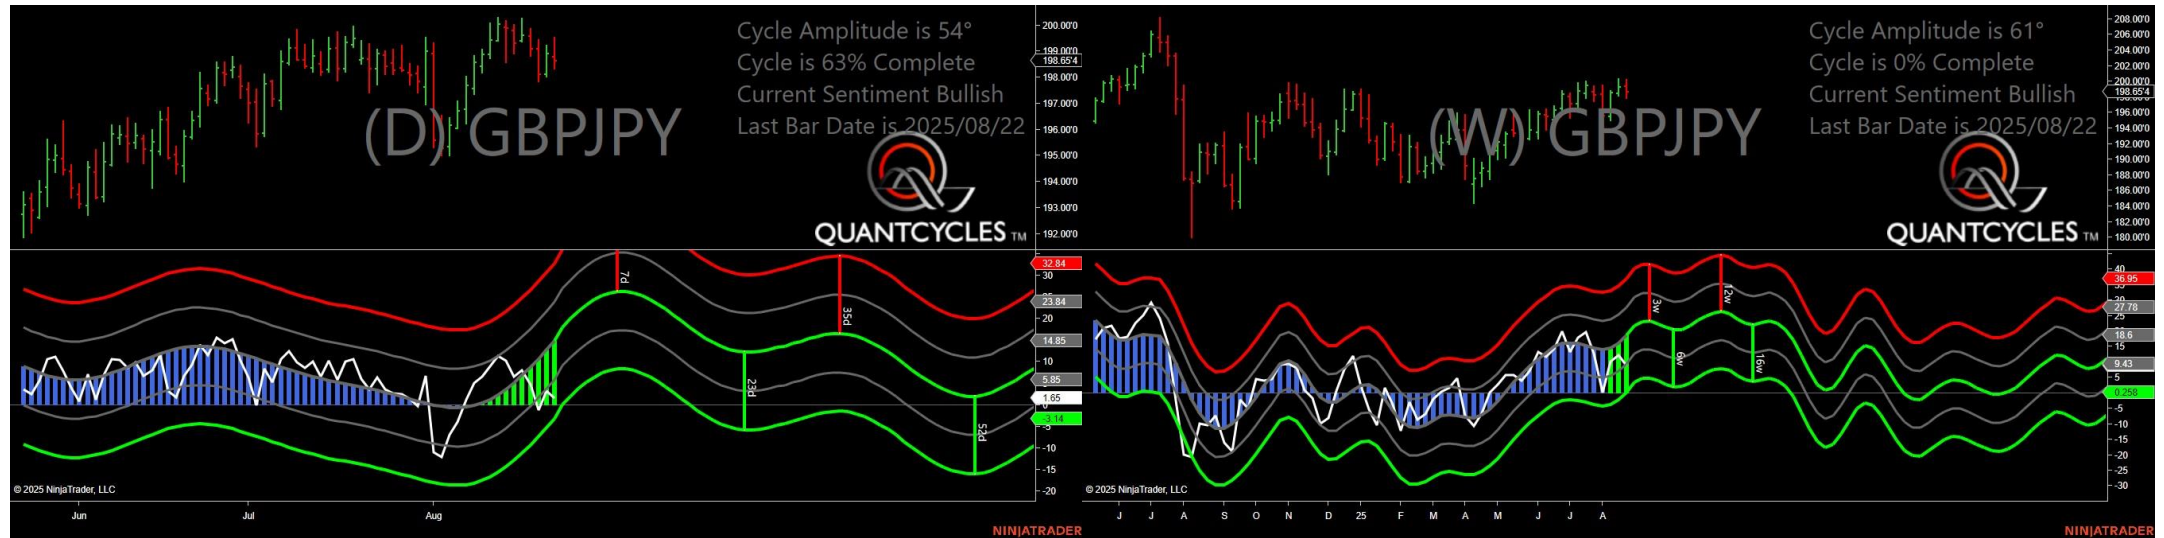 Cycle Amplitude is 54°
Cycle is 63% Complete
Current Sentiment Bullish
Last Bar Date is 2025/08/22
(D) GBPJPY
QUANTCYCLES TM
200.00'0
199.00'0
198.65'4
198.00'0
197.00'0
196.00'0
195.00'0
194.00'0
193.00'0
192.00'0
7d
23d
35d
52d
32.84
30
23.84
20
14.85
10
5.85
1.65
-3.14
-5
-10
-15
-20
© 2025 NinjaTrader, LLC
Jun
Jul
Aug
NINJATRADER
Cycle Amplitude is 61°
Cycle is 0% Complete
Current Sentiment Bullish
Last Bar Date is 2025/08/22
(W) GBPJPY
QUANTCYCLES TM
208.00'0
206.00'0
204.00'0
202.00'0
200.00'0
198.65'4
196.00'0
194.00'0
192.00'0
190.00'0
188.00'0
186.00'0
184.00'0
182.00'0
180.00'0
3w
6w
12w
16w
40
36.95
27.78
25
18.6
15
9.43
5
0.258
-5
-10
-15
-20
-25
-30
© 2025 NinjaTrader, LLC
J J A S O N D 25 F M A M J J A
NINJATRADER